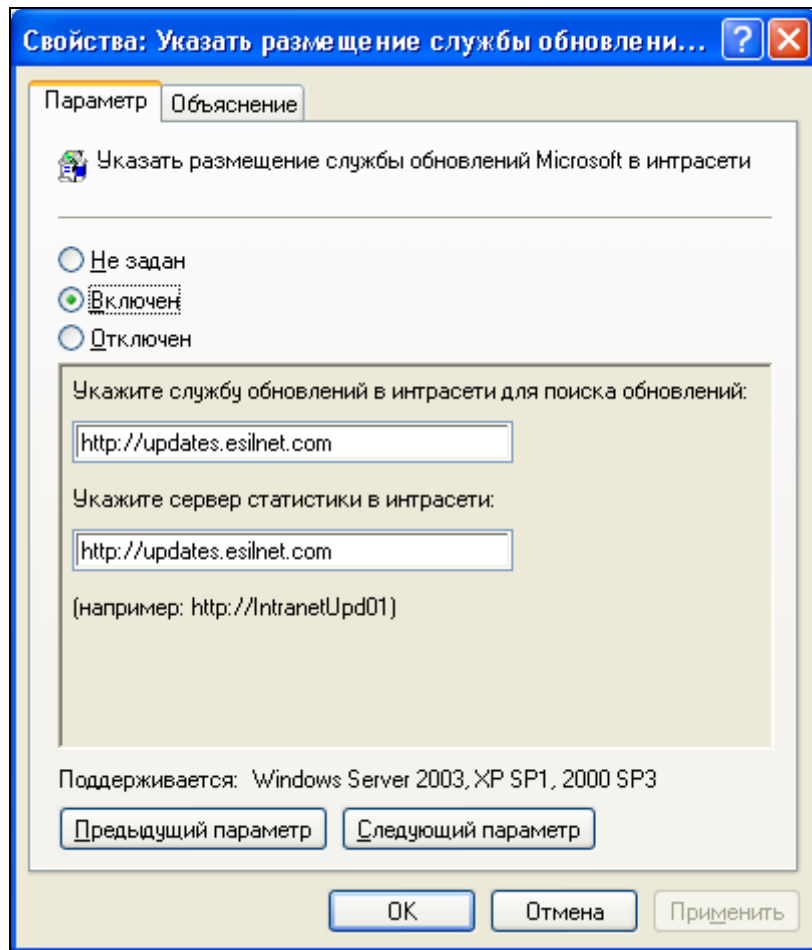 Свойства: Указать размещение службы обновлени...
Параметр
Объяснение
Указать размещение службы обновлений Microsoft в интрасети
Не задан
Включен
Отключен
Укажите службу обновлений в интрасети для поиска обновлений:
http://updates.esilnet.com
Укажите сервер статистики в интрасети:
http://updates.esilnet.com
(например: http://IntranetUpd01)
Поддерживается: Windows Server 2003, XP SP1, 2000 SP3
Предыдущий параметр
Следующий параметр
OK
Отмена
Применить